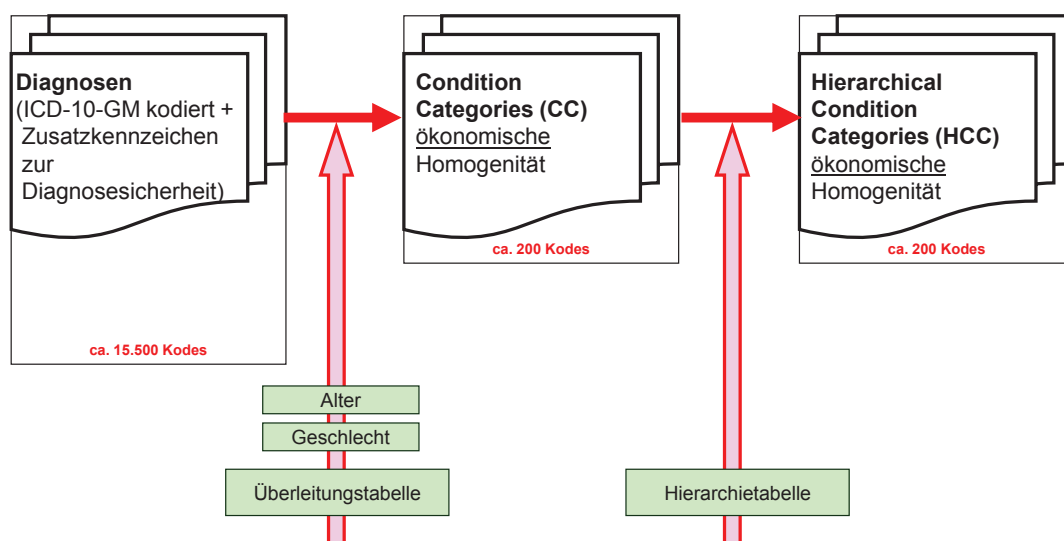 Diagnosen
(ICD-10-GM kodiert +
Zusatzkennzeichen
zur
Diagnosesicherheit)
ca. 15.500 Kodes
Condition
Categories (CC)
ökonomische
Homogenität
ca. 200 Kodes
Hierarchical
Condition
Categories (HCC)
ökonomische
Homogenität
ca. 200 Kodes
Alter
Geschlecht
Überleitungstabelle
Hierarchietabelle